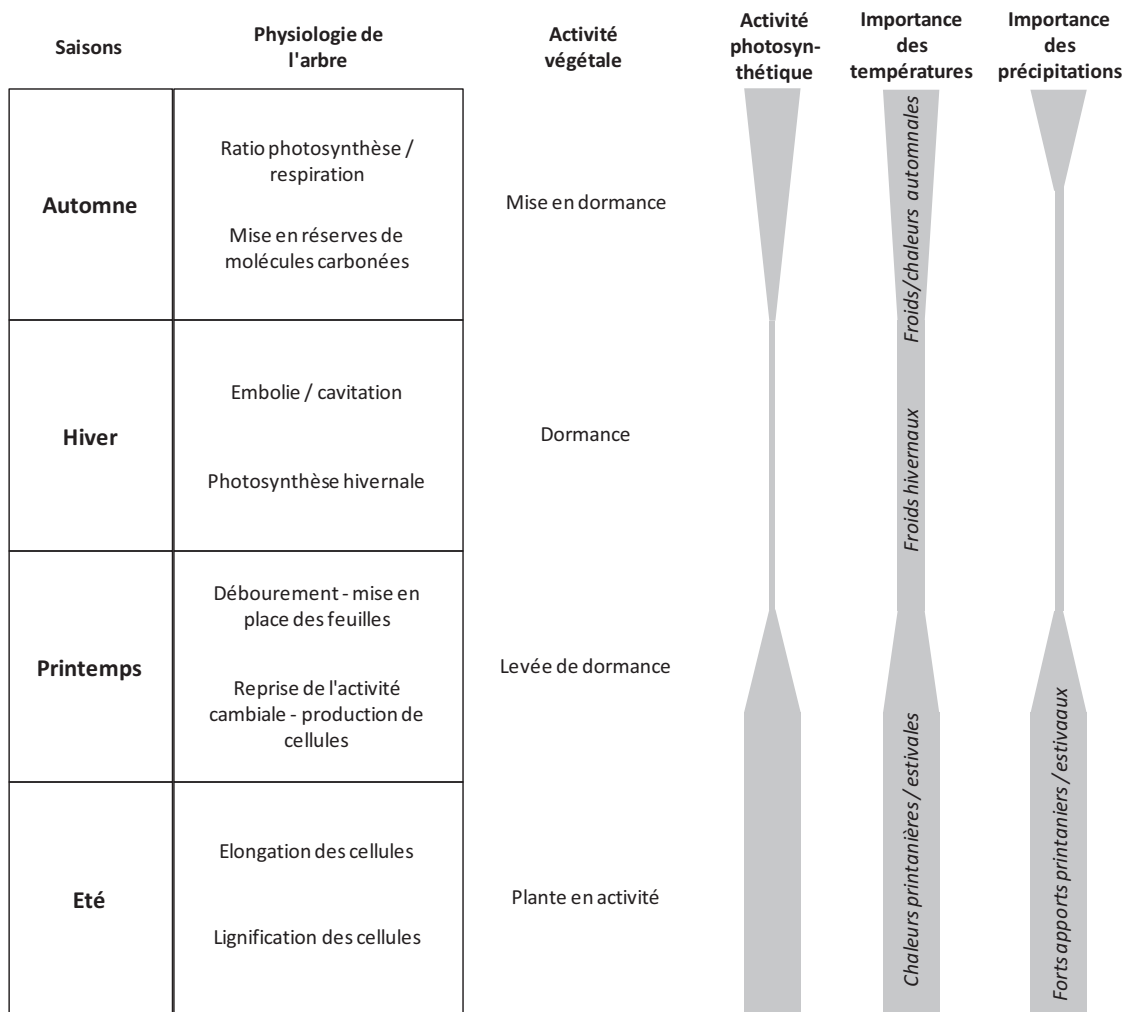 Saisons
Physiologie de
l'arbre
Activité
végétale
Activité
photosyn-
thétique
Importance
des
températures
Importance
des
précipitations
Automne
Ratio photosynthèse /
respiration
Mise en réserves de
molécules carbonées
Mise en dormance
Froids/chaleurs automnales
Hiver
Embolie / cavitation
Photosynthèse hivernale
Dormance
Froids hivernaux
Printemps
Débourement - mise en
place des feuilles
Reprise de l'activité
cambiale - production de
cellules
Levée de dormance
Eté
Elongation des cellules
Lignification des cellules
Plante en activité
Chaleurs printanières / estivales
Forts apports printaniers / estivaaux